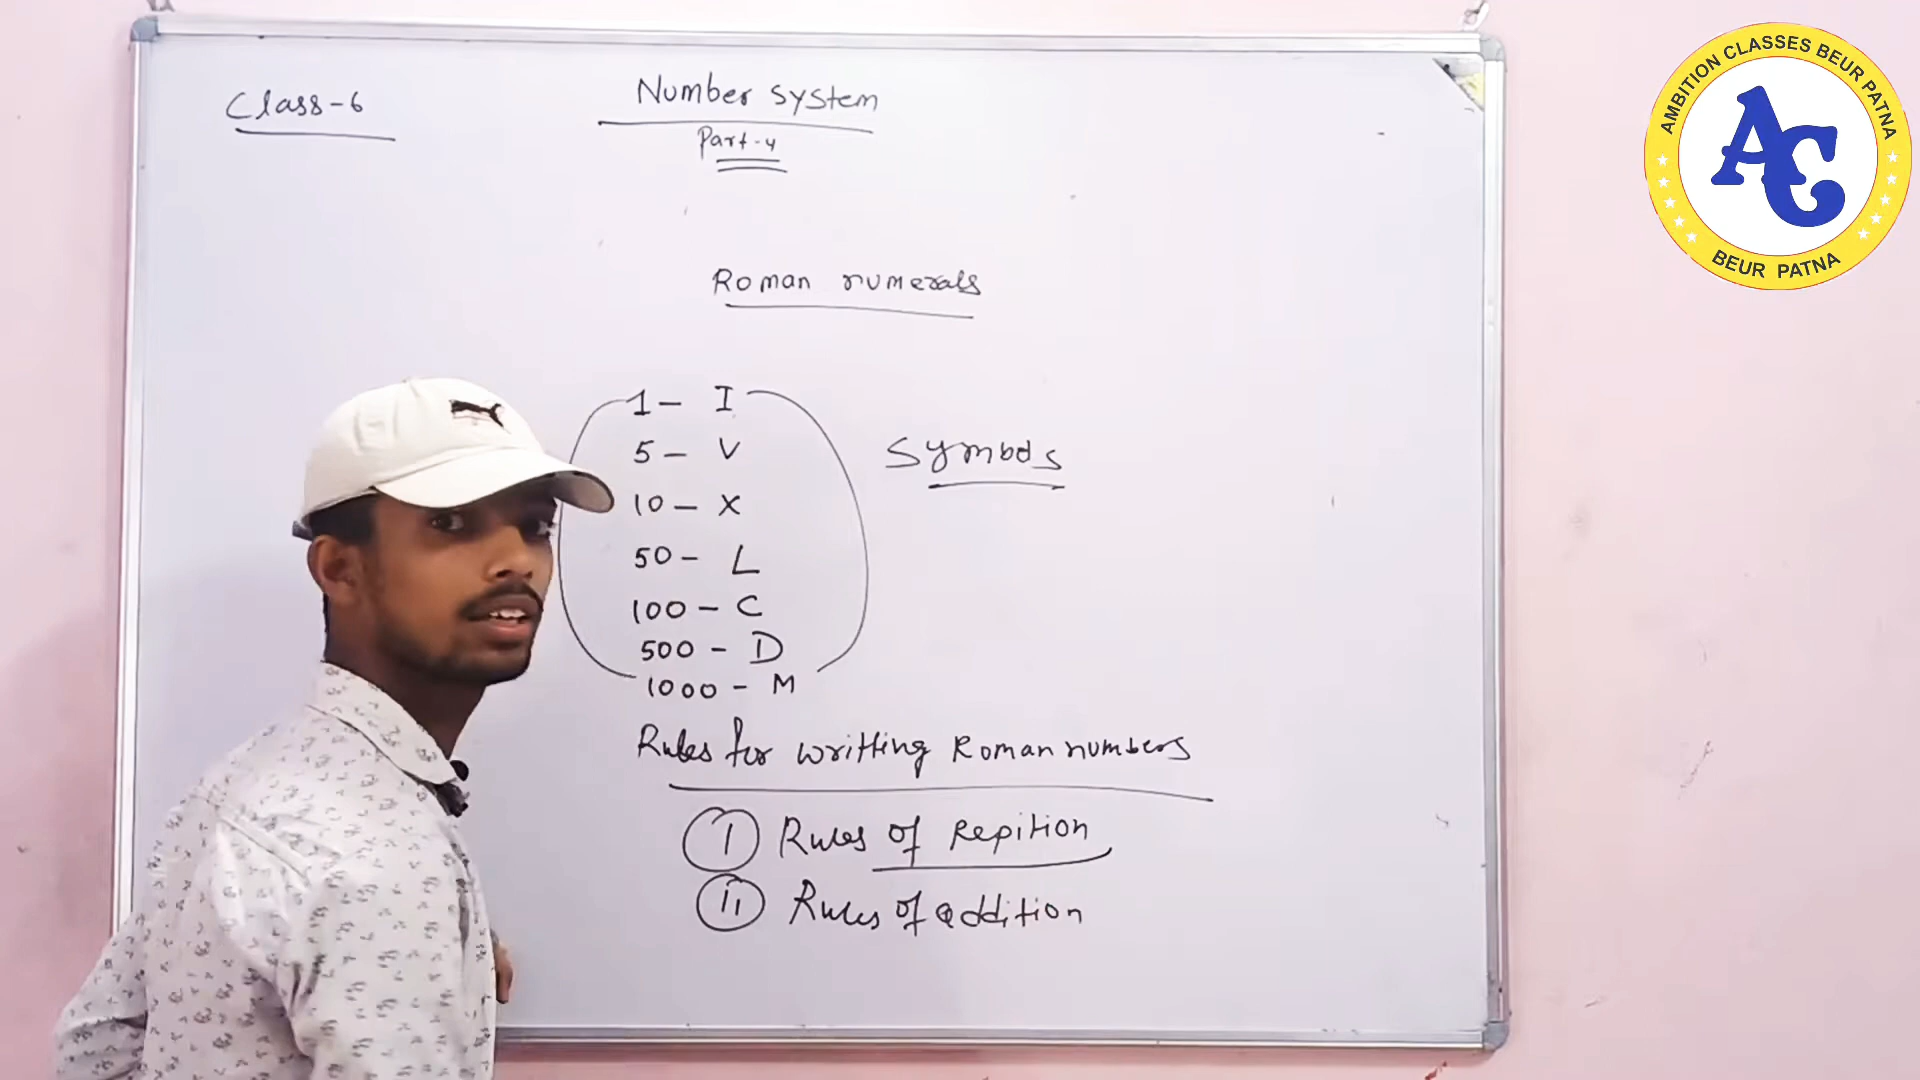 Class-6
Number system
Part-4
Roman numerals
1 - I
5 - V
10 - X
50 - L
100 - C
500 - D
1000 - M
Symbols
Rules for writting Roman numbers
I Rules of Repition
II Rules of addition
AMBITION CLASSES BEUR PATNA
AC
BEUR PATNA